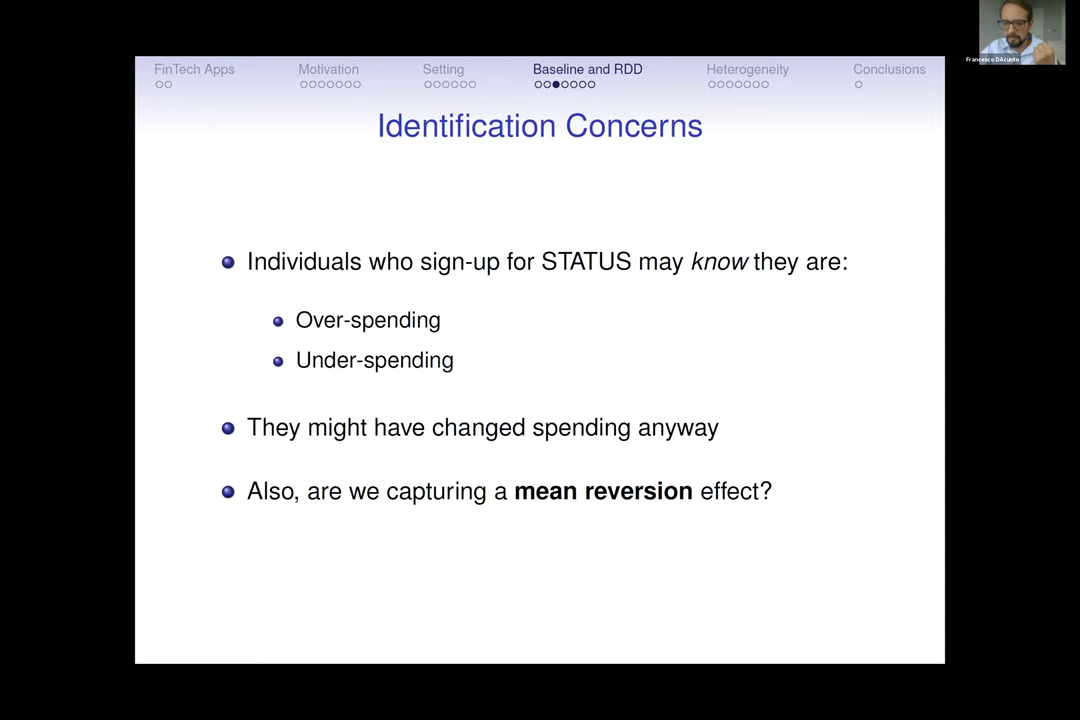 FinTech Apps Motivation Setting Baseline and RDD Heterogeneity Conclusions
Francesco DAcunto
Identification Concerns
Individuals who sign-up for STATUS may know they are:
Over-spending
Under-spending
They might have changed spending anyway
Also, are we capturing a mean reversion effect?